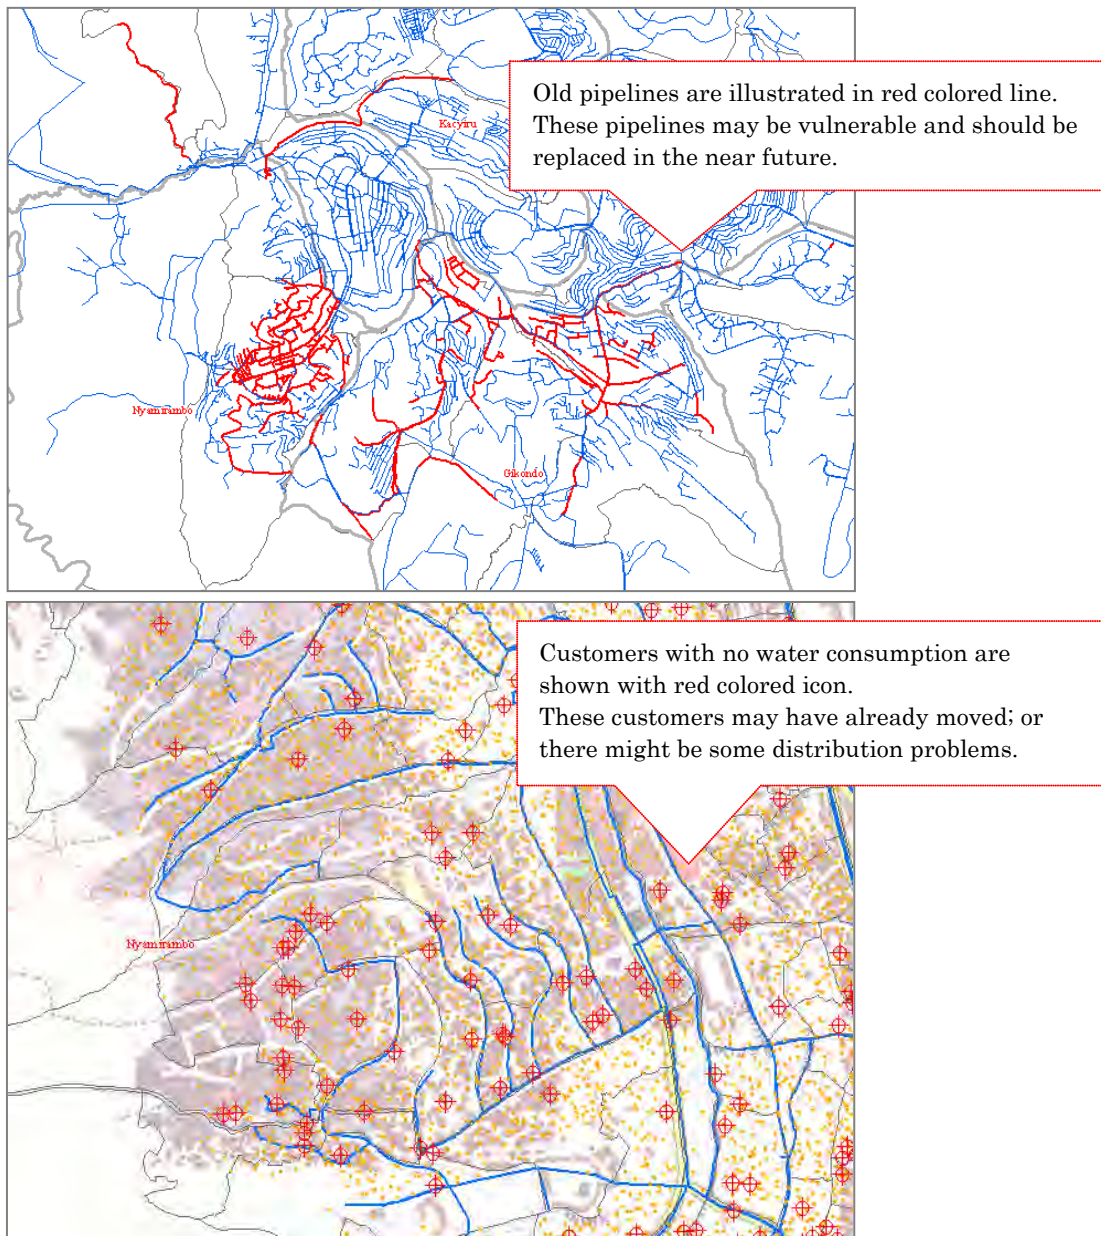 Old pipelines are illustrated in red colored line.
These pipelines may be vulnerable and should be
replaced in the near future.
Kacyiru
Nyamirambo
Gikondo
Customers with no water consumption are
shown with red colored icon.
These customers may have already moved; or
there might be some distribution problems.
Nyamirambo